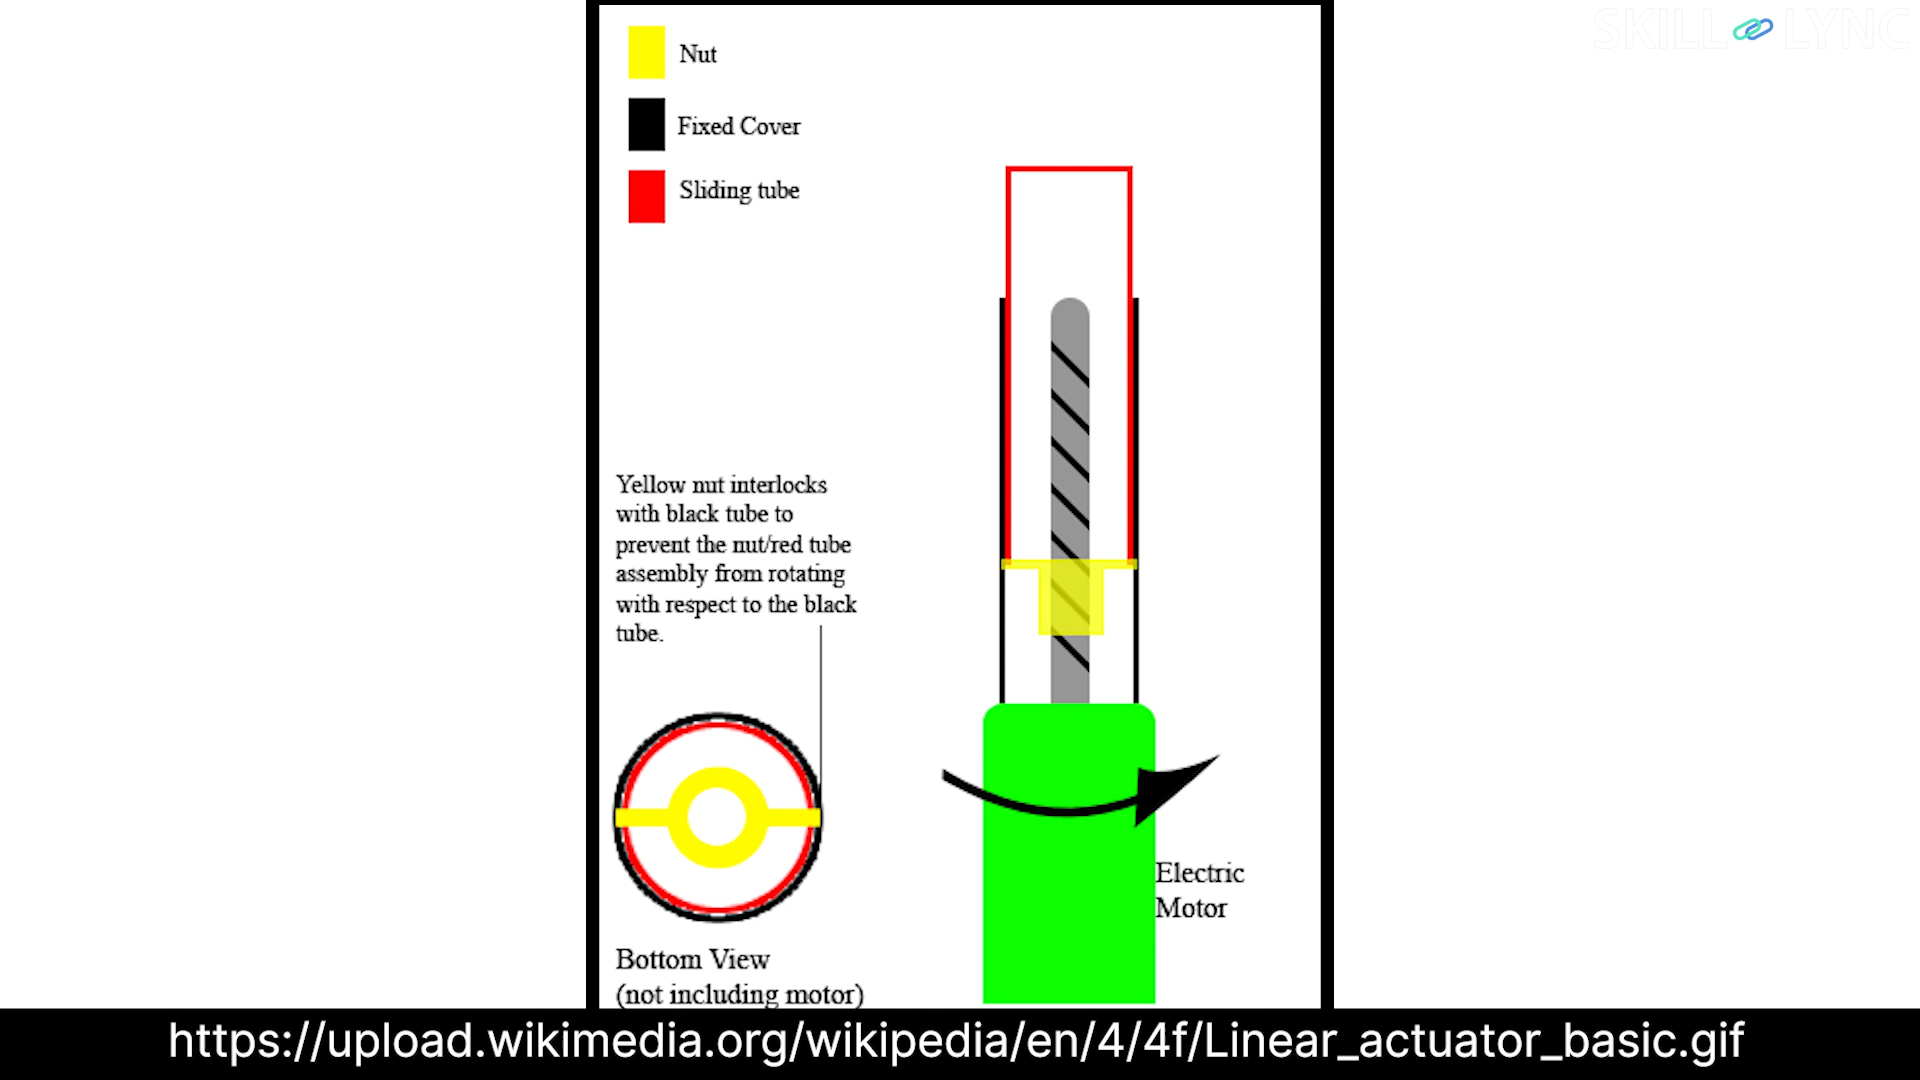 SKILL LYNC
Nut
Fixed Cover
Sliding tube
Yellow nut interlocks
with black tube to
prevent the nut/red tube
assembly from rotating
with respect to the black
tube.
Electric
Motor
Bottom View
(not including motor)
https://upload.wikimedia.org/wikipedia/en/4/4f/Linear_actuator_basic.gif